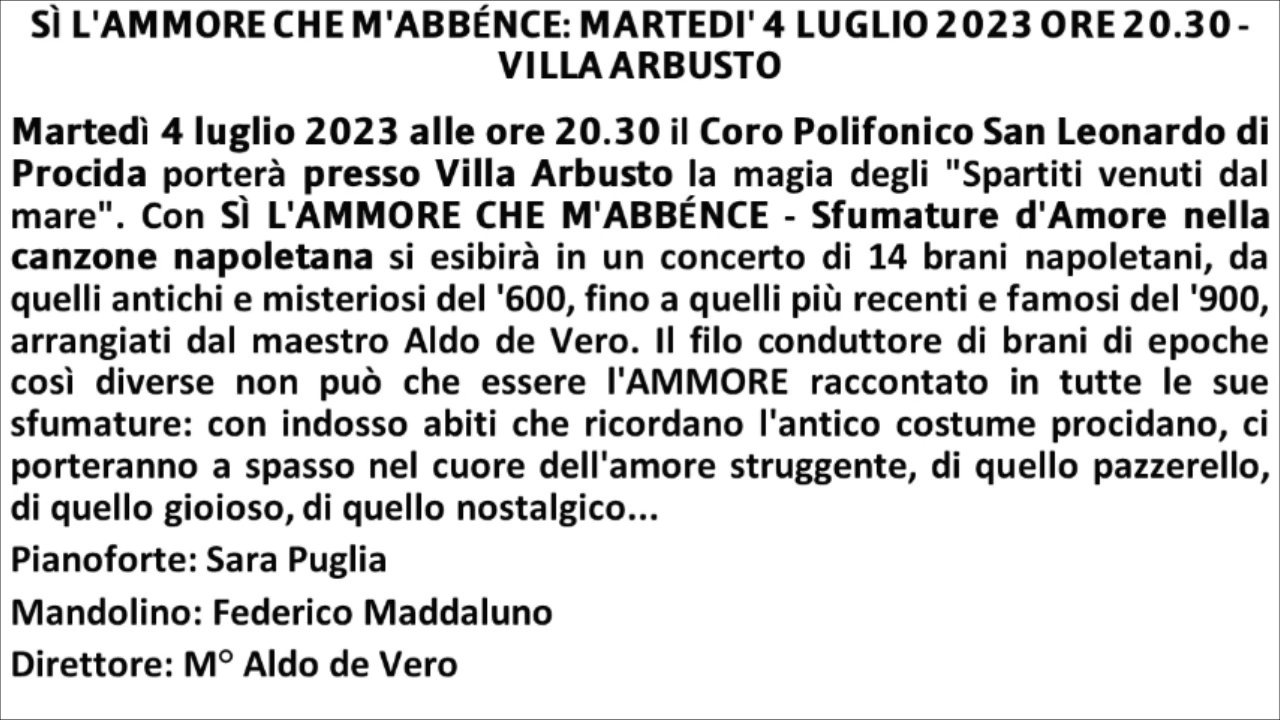 SÌ L'AMMORE CHE M'ABBÉNCE: MARTEDI' 4 LUGLIO 2023 ORE 20.30 -
VILLA ARBUSTO
Martedì 4 luglio 2023 alle ore 20.30 il Coro Polifonico San Leonardo di
Procida porterà presso Villa Arbusto la magia degli "Spartiti venuti dal
mare". Con SÌ L'AMMORE CHE M'ABBÉNCE - Sfumature d'Amore nella
canzone napoletana si esibirà in un concerto di 14 brani napoletani, da
quelli antichi e misteriosi del '600, fino a quelli più recenti e famosi del '900,
arrangiati dal maestro Aldo de Vero. Il filo conduttore di brani di epoche
così diverse non può che essere l'AMMORE raccontato in tutte le sue
sfumature: con indosso abiti che ricordano l'antico costume procidano, ci
porteranno a spasso nel cuore dell'amore struggente, di quello pazzerello,
di quello gioioso, di quello nostalgico...
Pianoforte: Sara Puglia
Mandolino: Federico Maddaluno
Direttore: M° Aldo de Vero